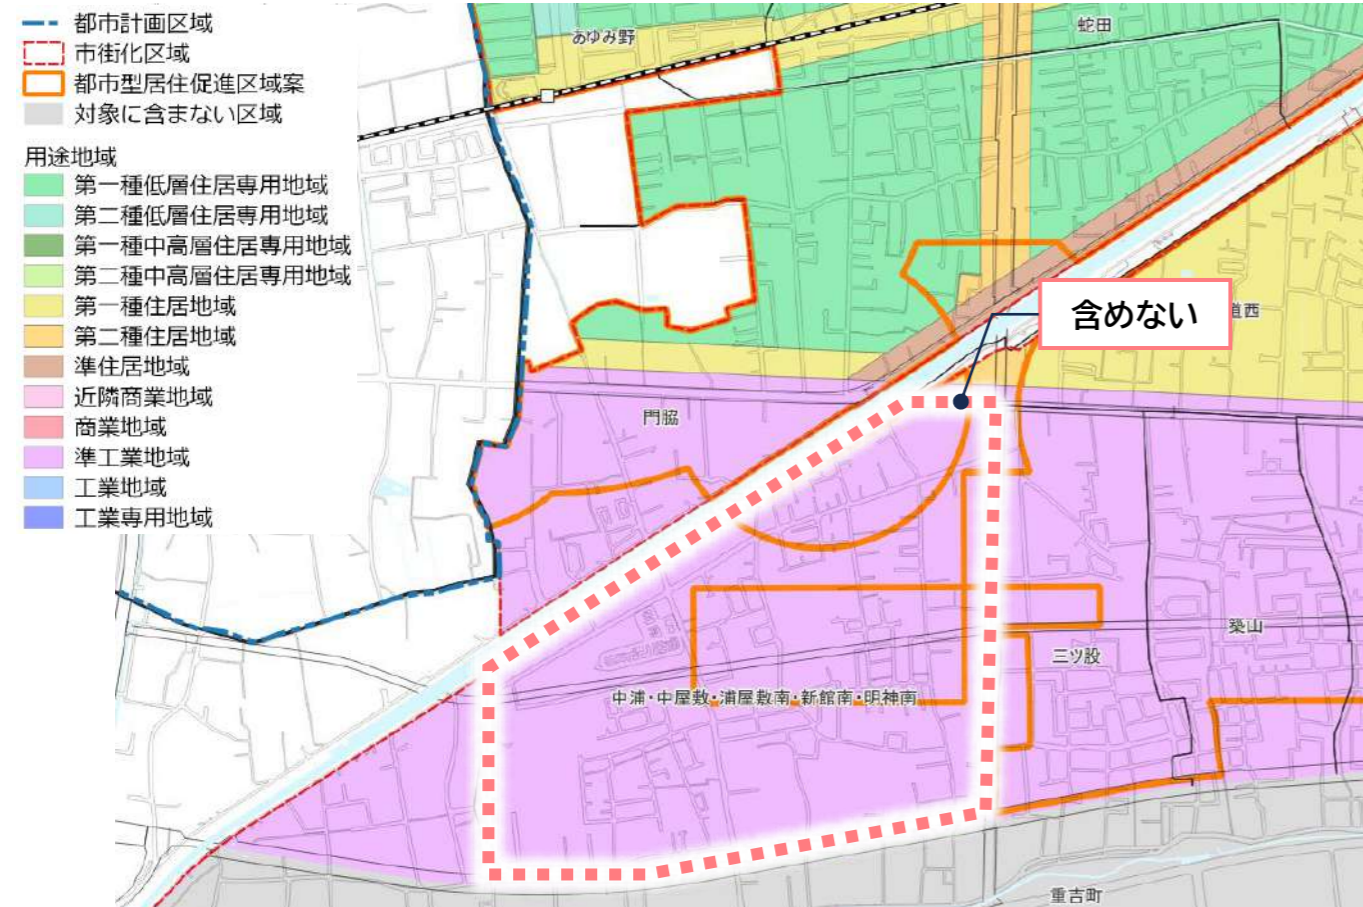 都市計画区域
市街化区域
都市型居住促進区域案
対象に含まない区域
用途地域
第一種低層住居専用地域
第二種低層住居専用地域
第一種中高層住居専用地域
第二種中高層住居専用地域
第一種住居地域
第二種住居地域
準住居地域
近隣商業地域
商業地域
準工業地域
工業地域
工業専用地域
あゆみ野
蛇田
含めない
道西
門脇
築山
三ツ股
中浦・中屋敷・浦屋敷南・新館南・明神南
重吉町